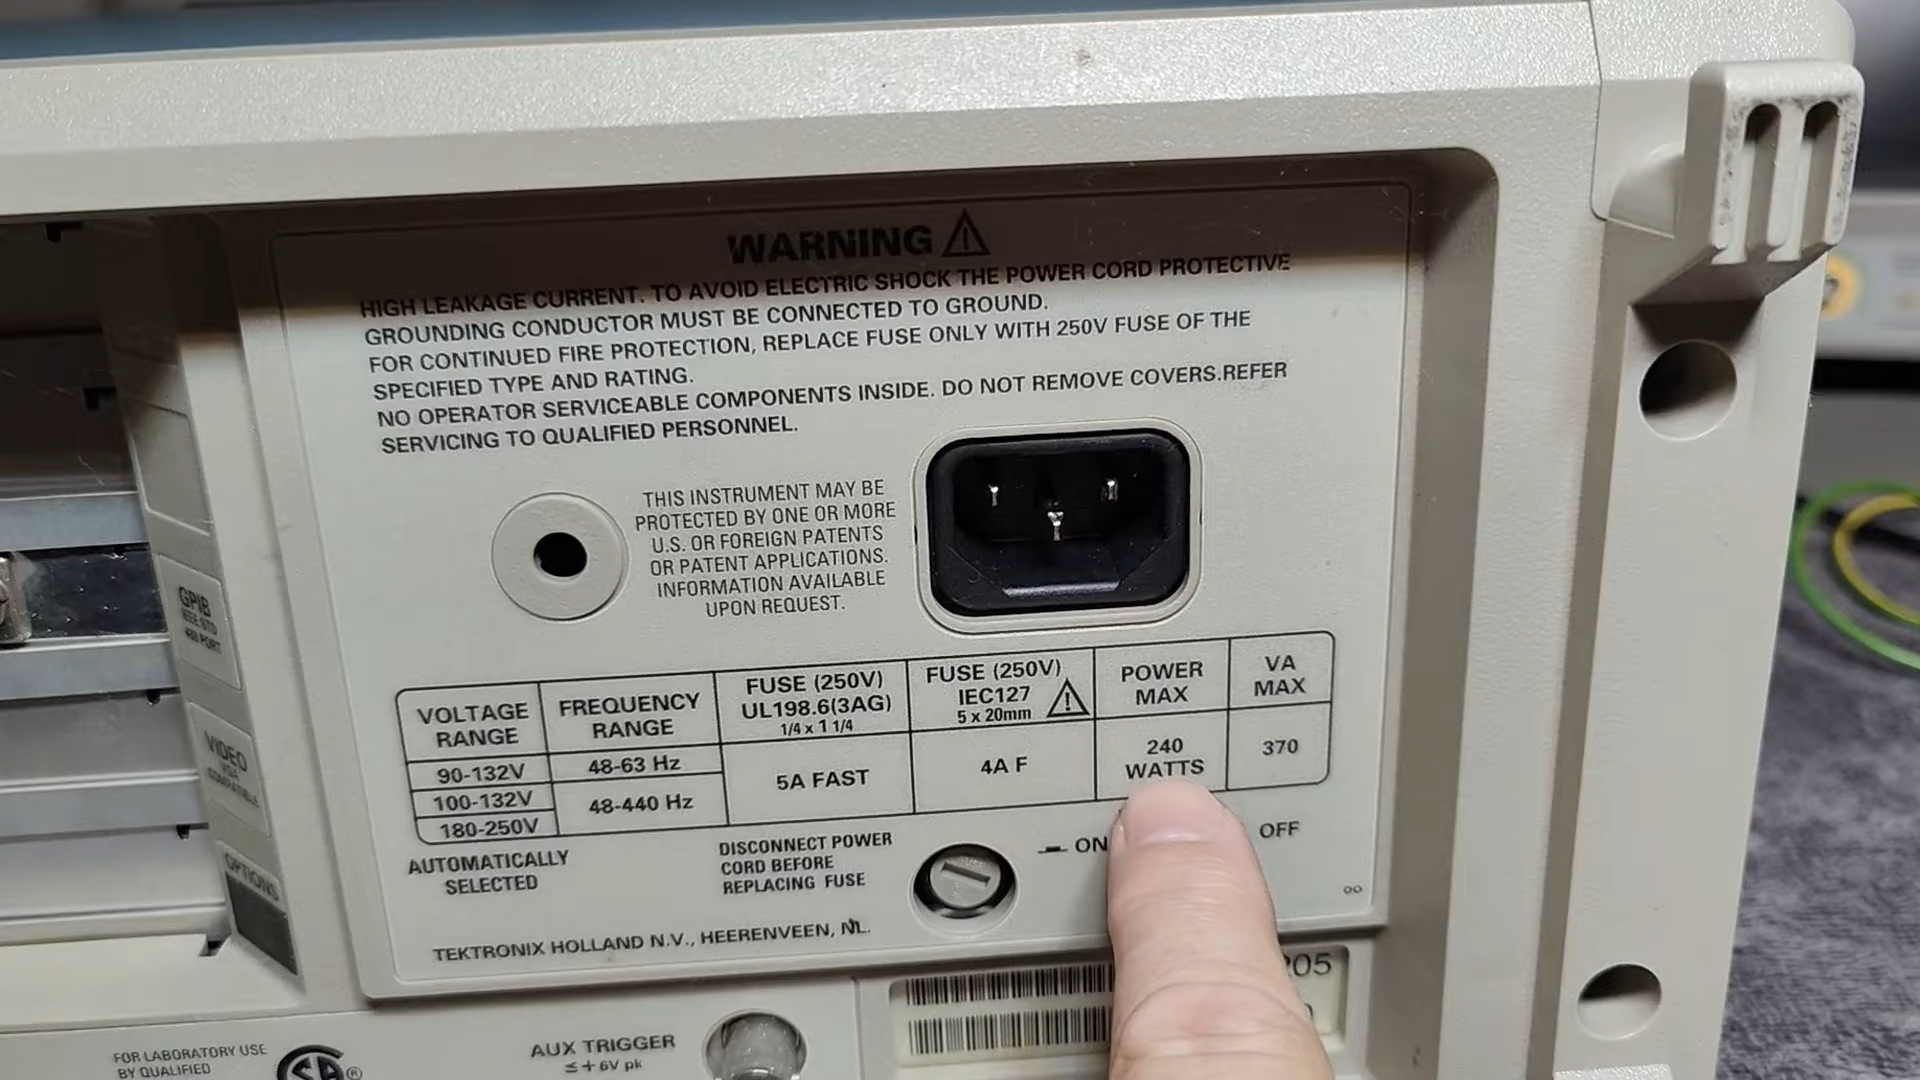 WARNING
HIGH LEAKAGE CURRENT. TO AVOID ELECTRIC SHOCK THE POWER CORD PROTECTIVE
GROUNDING CONDUCTOR MUST BE CONNECTED TO GROUND.
FOR CONTINUED FIRE PROTECTION, REPLACE FUSE ONLY WITH 250V FUSE OF THE
SPECIFIED TYPE AND RATING.
NO OPERATOR SERVICEABLE COMPONENTS INSIDE. DO NOT REMOVE COVERS.REFER
SERVICING TO QUALIFIED PERSONNEL.
THIS INSTRUMENT MAY BE
PROTECTED BY ONE OR MORE
U.S. OR FOREIGN PATENTS
OR PATENT APPLICATIONS.
INFORMATION AVAILABLE
UPON REQUEST.
GPIB
IEEE STD
488 PORT
VIDEO
VGA
COMPATIBLE
OPTIONS
VOLTAGE
RANGE
FREQUENCY
RANGE
FUSE (250V)
UL198.6(3AG)
1/4 x 1 1/4
FUSE (250V)
IEC127
5 x 20mm
POWER
MAX
VA
MAX
90-132V
100-132V
180-250V
48-63 Hz
48-440 Hz
5A FAST
4A F
240
WATTS
370
AUTOMATICALLY
SELECTED
DISCONNECT POWER
CORD BEFORE
REPLACING FUSE
ON
OFF
TEKTRONIX HOLLAND N.V., HEERENVEEN, NL.
FOR LABORATORY USE
BY QUALIFIED
AUX TRIGGER
≤+6V pk